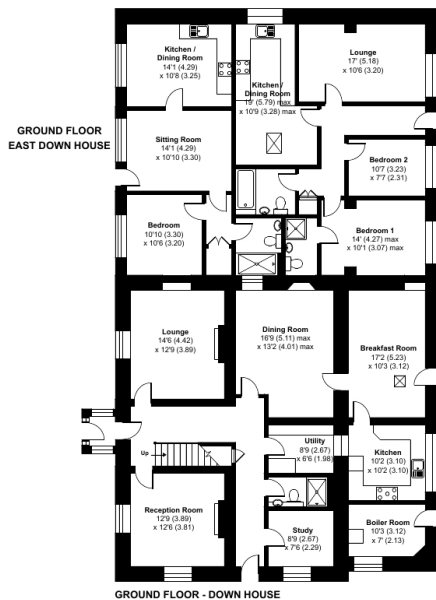 Kitchen /
Dining Room
14'1 (4.29)
x 10'8 (3.25)
Kitchen /
Dining Room
19' (5.79) max
x 10'9 (3.28) max
Lounge
17' (5.18)
x 10'6 (3.20)
GROUND FLOOR
EAST DOWN HOUSE
Sitting Room
14'1 (4.29)
x 10'10 (3.30)
Bedroom 2
10'7 (3.23)
x 7'7 (2.31)
Bedroom
10'10 (3.30)
x 10'6 (3.20)
Bedroom 1
14' (4.27) max
x 10'1 (3.07) max
Lounge
14'6 (4.42)
x 12'9 (3.89)
Dining Room
16'9 (5.11) max
x 13'2 (4.01) max
Breakfast Room
17'2 (5.23)
x 10'3 (3.12)
Up
Utility
8'9 (2.67)
x 6'6 (1.98)
Kitchen
10'2 (3.10)
x 10'2 (3.10)
Reception Room
12'9 (3.89)
x 12'6 (3.81)
Study
8'9 (2.67)
x 7'6 (2.29)
Boiler Room
10'3 (3.12)
x 7' (2.13)
GROUND FLOOR - DOWN HOUSE